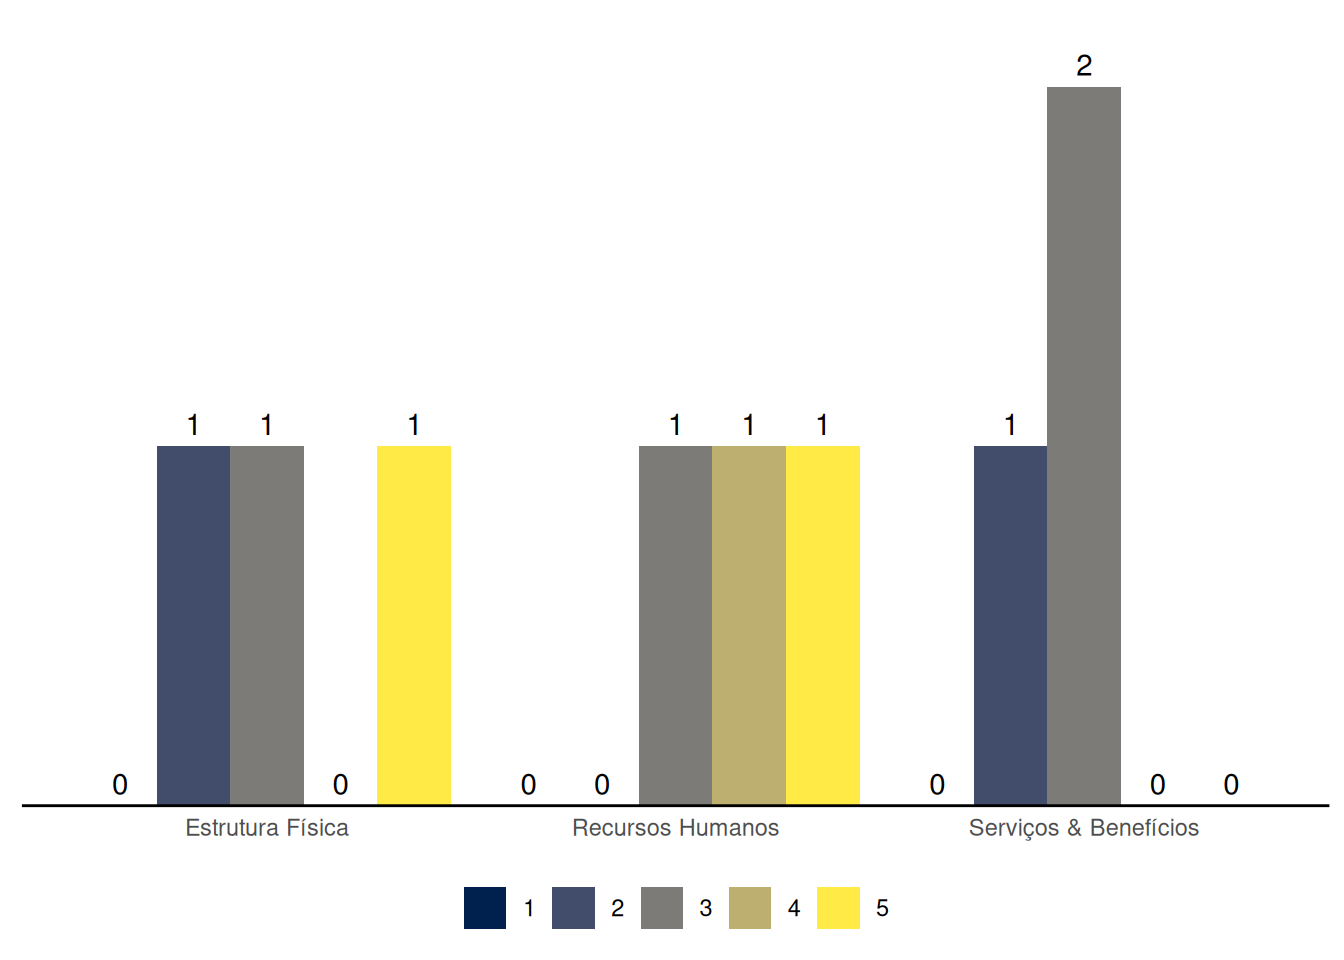 2
1 1 1 1 1 1 1
0 0 0 0 0 0 0
Estrutura Física Recursos Humanos Serviços & Benefícios
1 2 3 4 5